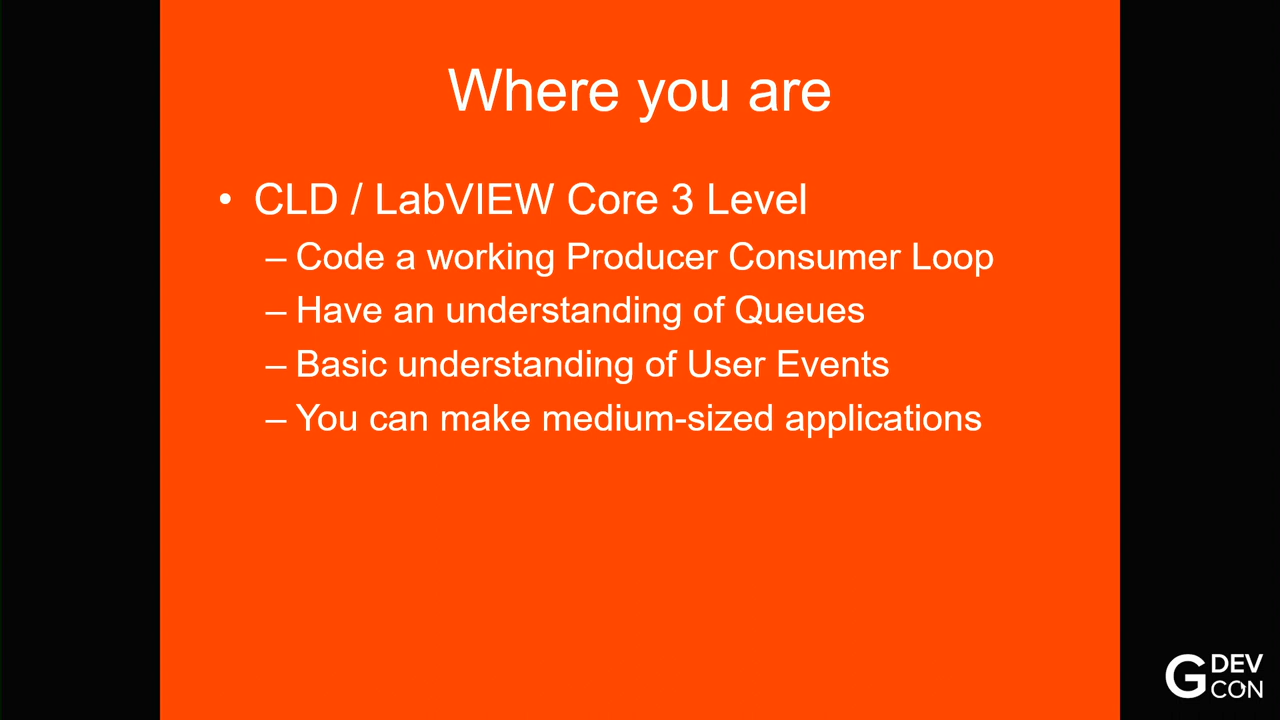 Where you are
• CLD / LabVIEW Core 3 Level
– Code a working Producer Consumer Loop
– Have an understanding of Queues
– Basic understanding of User Events
– You can make medium-sized applications
G DEV
CON